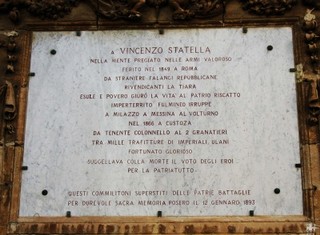 A VINCENZO STATELLA
NELLA MENTE PREGIATO NELLE ARMI VALOROSO
FERITO NEL 1849 A ROMA
DA STRANIERE FALANGI REPUBBLICANE
RIVENDICANTI LA TIARA
ESULE E POVERO GIURÒ LA VITA AL PATRIO RISCATTO
IMPERTERRITO FULMINEO IRRUPPE
A MILAZZO A MESSINA AL VOLTURNO
NEL 1866 A CUSTOZA
DA TENENTE COLONNELLO AD 2 GRANATIERI
TRA MILLE TRAFITTURE DI IMPERIALI ULANI
FORTUNATO GLORIOSO
SUGGELLAVA COLLA MORTE IL VOTO DEGLI EROI
PER LA PATRIA TUTTO
QUESTI COMMILITONI SUPERSTITI DELLE PATRIE BATTAGLIE
PER DOREVOLE SACRA MEMORIA POSERO IL 12 GENNARO 1893